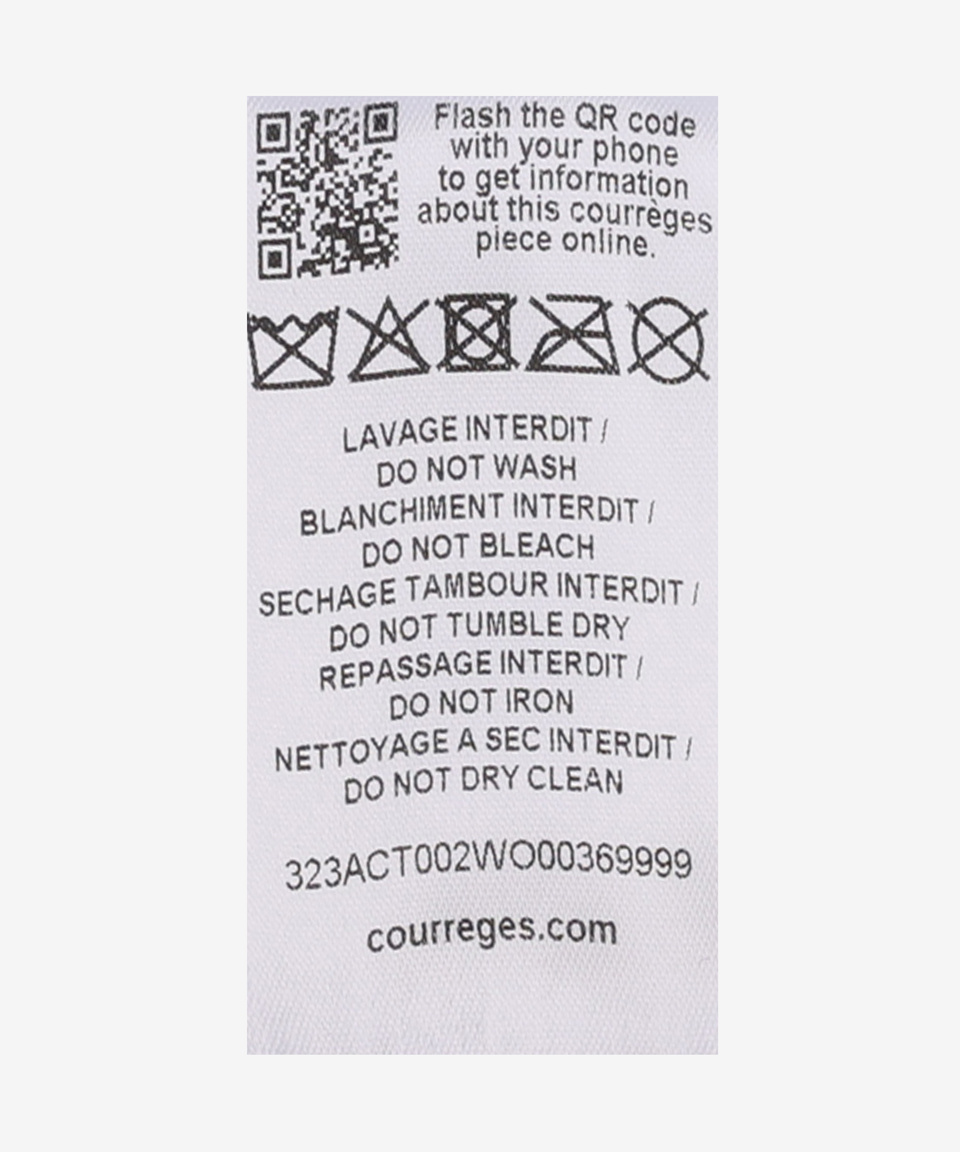 Flash the QR code
with your phone
to get information
about this courrèges
piece online.
LAVAGE INTERDIT /
DO NOT WASH
BLANCHIMENT INTERDIT /
DO NOT BLEACH
SECHAGE TAMBOUR INTERDIT /
DO NOT TUMBLE DRY
REPASSAGE INTERDIT /
DO NOT IRON
NETTOYAGE A SEC INTERDIT /
DO NOT DRY CLEAN
323ACT002WO00369999
courreges.com